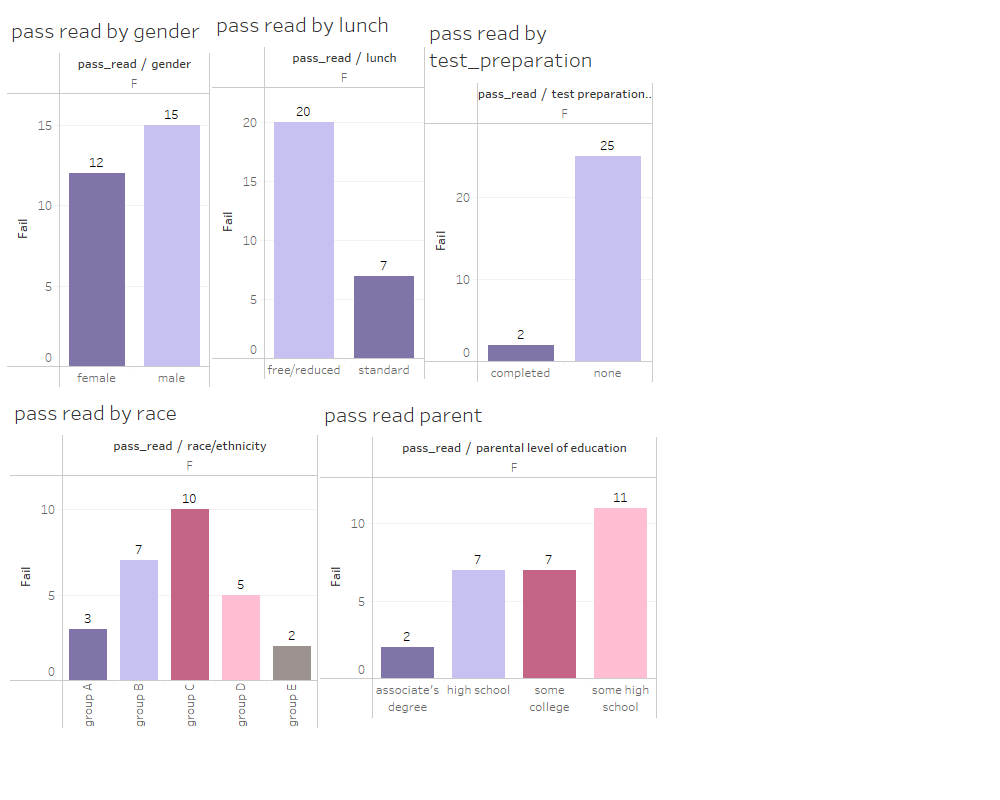 pass read by gender
pass_read / gender
F
15
10
5
0
Fail
15
12
female
male
pass read by lunch
pass_read / lunch
F
20
15
10
5
0
Fail
20
7
free/reduced
standard
pass read by
test_preparation
pass_read / test preparation..
F
20
10
0
Fail
25
2
completed
none
pass read by race
pass_read / race/ethnicity
F
10
5
0
Fail
3
7
10
5
2
group A
group B
group C
group D
group E
pass read parent
pass_read / parental level of education
F
10
5
0
Fail
2
7
7
11
associate's
degree
high school
some
college
some high
school